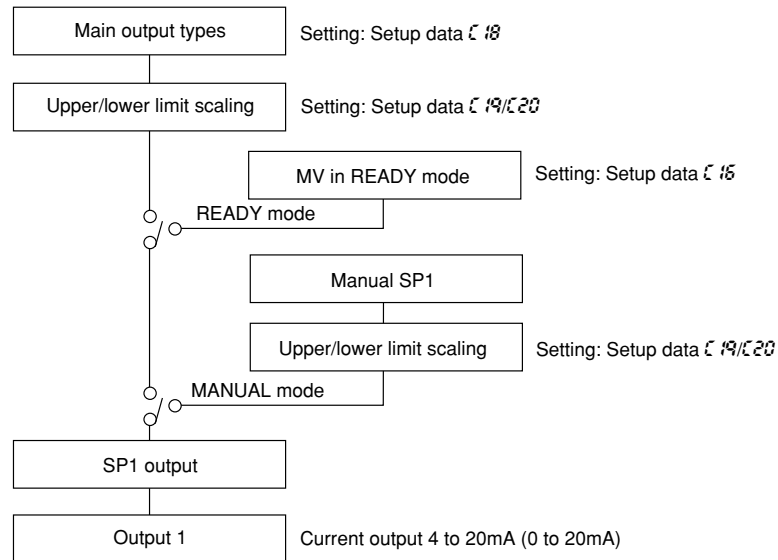 Main output types
Setting: Setup data C18
Upper/lower limit scaling
Setting: Setup data C19/C20
MV in READY mode
Setting: Setup data C16
READY mode
Manual SP1
Upper/lower limit scaling
Setting: Setup data C19/C20
MANUAL mode
SP1 output
Output 1
Current output 4 to 20mA (0 to 20mA)